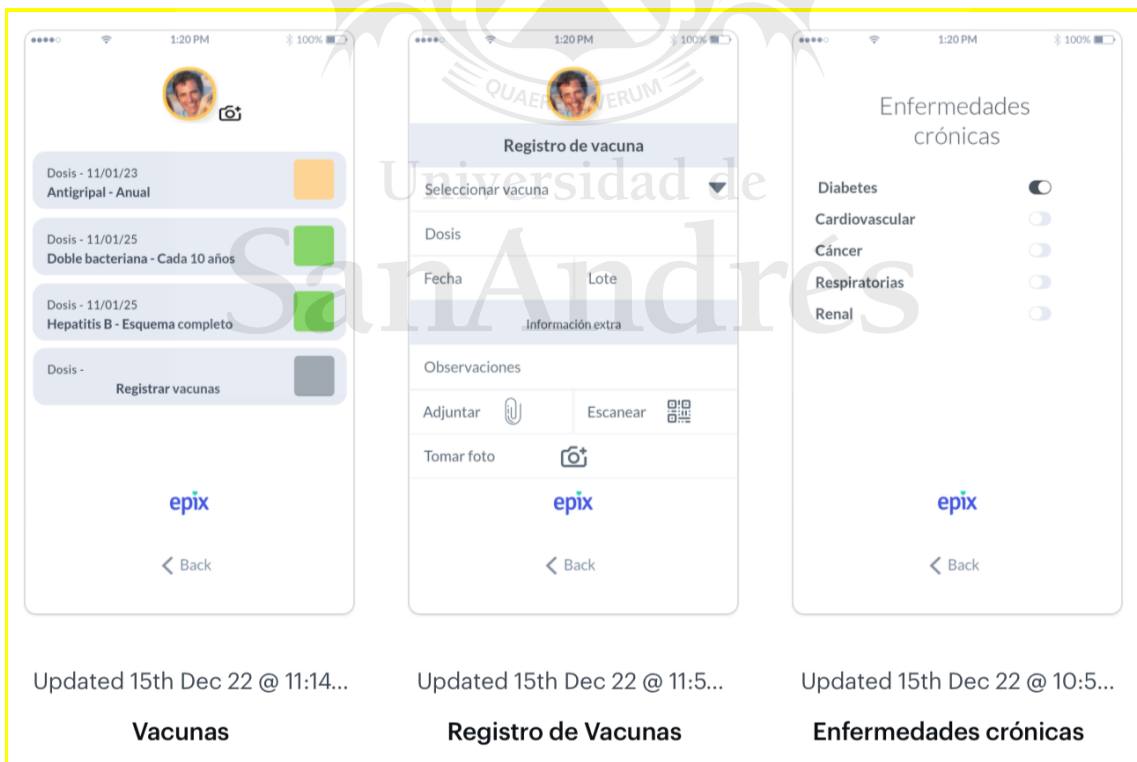 1:20 PM
100%
Dosis - 11/01/23
Antigripal - Anual
Dosis - 11/01/25
Doble bacteriana - Cada 10 años
Dosis - 11/01/25
Hepatitis B - Esquema completo
Dosis -
Registrar vacunas
epix
Back
Updated 15th Dec 22 @ 11:14...
Vacunas
1:20 PM
100%
Registro de vacuna
Seleccionar vacuna
Dosis
Fecha Lote
Información extra
Observaciones
Adjuntar Escanear
Tomar foto
epix
Back
Updated 15th Dec 22 @ 11:5...
Registro de Vacunas
1:20 PM
100%
Enfermedades
crónicas
Diabetes
Cardiovascular
Cáncer
Respiratorias
Renal
epix
Back
Updated 15th Dec 22 @ 10:5...
Enfermedades crónicas
Universidad de
SanAndrés